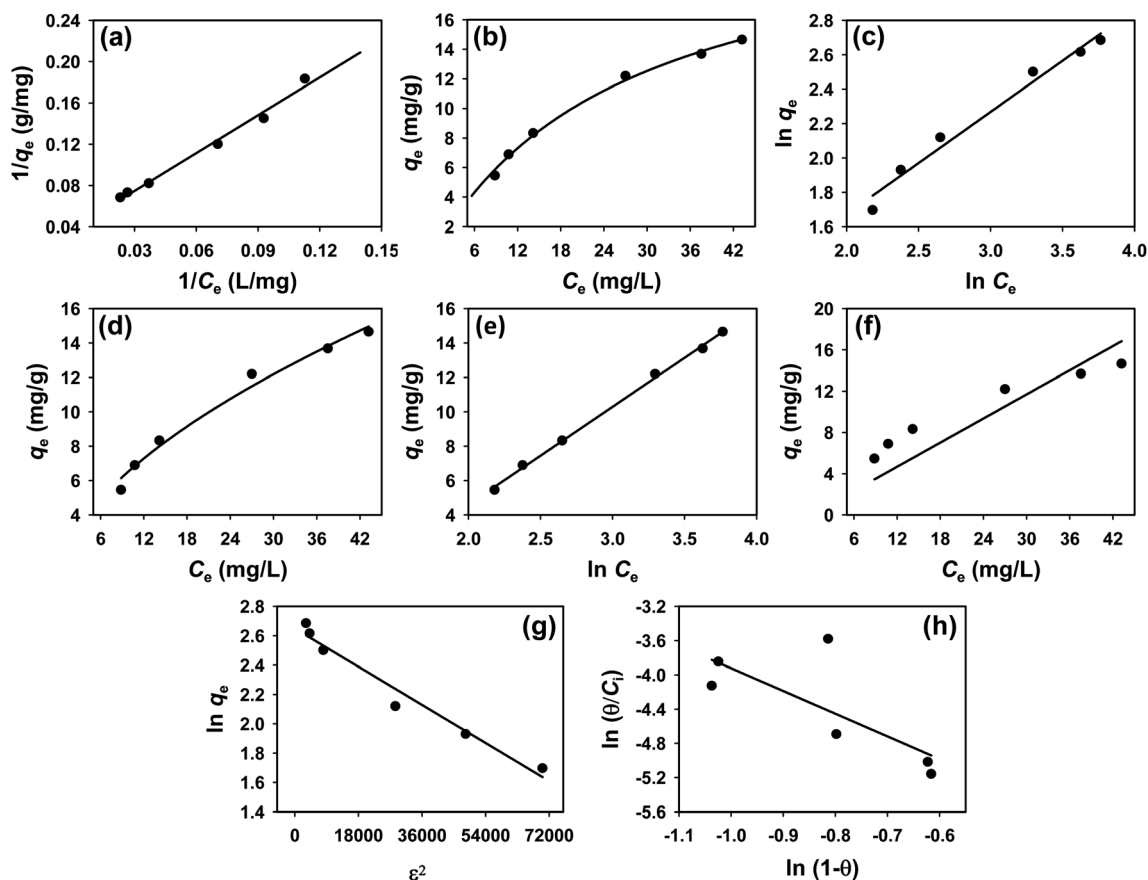 (a)
0.24
0.20
0.16
0.12
0.08
0.04
1/qe (g/mg)
0.03 0.06 0.09 0.12 0.15
1/Ce (L/mg)
(b)
16
14
12
10
8
6
4
2
qe (mg/g)
6 12 18 24 30 36 42
Ce (mg/L)
(c)
3.0
2.8
2.6
2.4
2.2
2.0
1.8
1.6
ln qe
2.0 2.5 3.0 3.5 4.0
ln Ce
(d)
16
14
12
10
8
6
4
qe (mg/g)
6 12 18 24 30 36 42
Ce (mg/L)
(e)
16
14
12
10
8
6
4
qe (mg/g)
2.0 2.5 3.0 3.5 4.0
ln Ce
(f)
20
16
12
8
4
0
qe (mg/g)
6 12 18 24 30 36 42
Ce (mg/L)
(g)
2.8
2.6
2.4
2.2
2.0
1.8
1.6
1.4
ln qe
0 18000 36000 54000 72000
ε²
(h)
-3.2
-3.6
-4.0
-4.4
-4.8
-5.2
-5.6
ln (θ/Ci)
-1.1 -1.0 -0.9 -0.8 -0.7 -0.6
ln (1-θ)